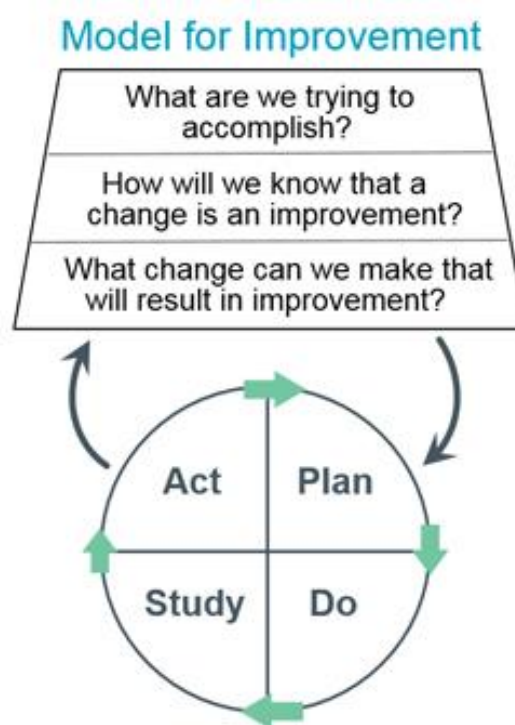 Model for Improvement
What are we trying to
accomplish?
How will we know that a
change is an improvement?
What change can we make that
will result in improvement?
Act
Plan
Study
Do